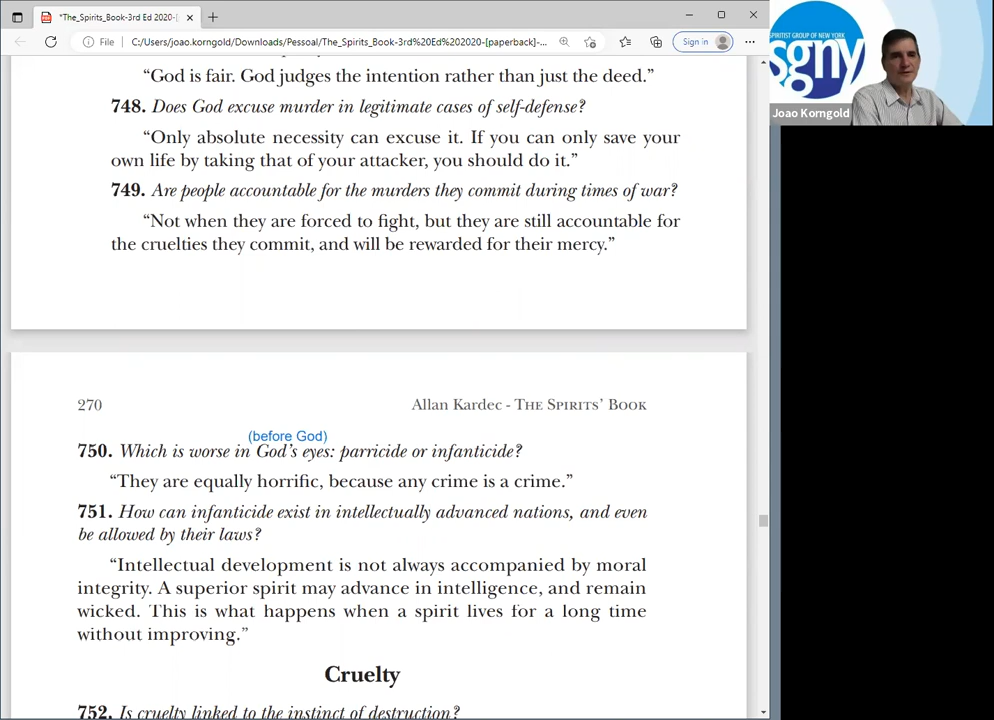 *The_Spirits_Book-3rd Ed 2020-[
File
C:/Users/joao.korngold/Downloads/Pessoal/The_Spirits_Book-3rd%20Ed%202020-[paperback]-...
Sign in
SPIRITIST GROUP OF NEW YORK
sgny
Joao Korngold
“God is fair. God judges the intention rather than just the deed.”
748. Does God excuse murder in legitimate cases of self-defense?
“Only absolute necessity can excuse it. If you can only save your
own life by taking that of your attacker, you should do it.”
749. Are people accountable for the murders they commit during times of war?
“Not when they are forced to fight, but they are still accountable for
the cruelties they commit, and will be rewarded for their mercy.”
270
Allan Kardec - THE SPIRITS’ BOOK
(before God)
750. Which is worse in God’s eyes: parricide or infanticide?
“They are equally horrific, because any crime is a crime.”
751. How can infanticide exist in intellectually advanced nations, and even
be allowed by their laws?
“Intellectual development is not always accompanied by moral
integrity. A superior spirit may advance in intelligence, and remain
wicked. This is what happens when a spirit lives for a long time
without improving.”
Cruelty
752. Is cruelty linked to the instinct of destruction?